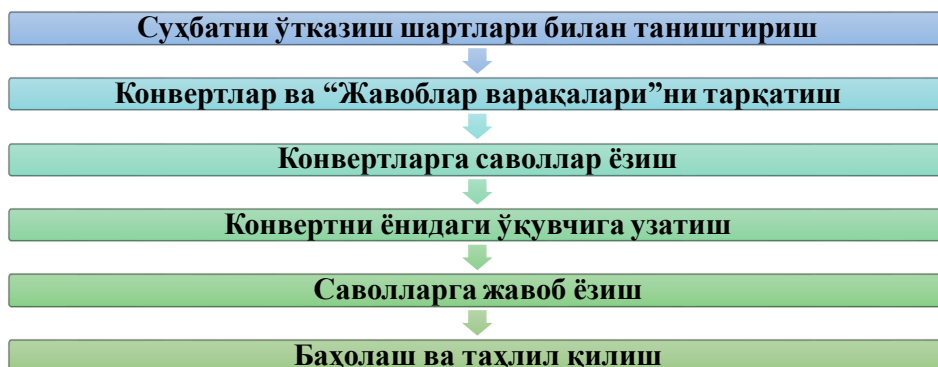 Суҳбатни ўтказиш шартлари билан таништириш
Конвертлар ва “Жавоблар варақалари”ни тарқатиш
Конвертларга саволлар ёзиш
Конвертни ёнидаги ўқувчига узатиш
Саволларга жавоб ёзиш
Баҳолаш ва таҳлил қилиш